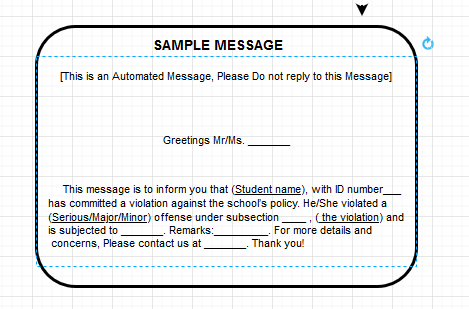 SAMPLE MESSAGE
[This is an Automated Message, Please Do not reply to this Message]
Greetings Mr/Ms. _______
This message is to inform you that (Student name), with ID number___
has committed a violation against the school's policy. He/She violated a
(Serious/Major/Minor) offense under subsection ____ , ( the violation) and
is subjected to _______. Remarks:_________. For more details and
concerns, Please contact us at _______. Thank you!